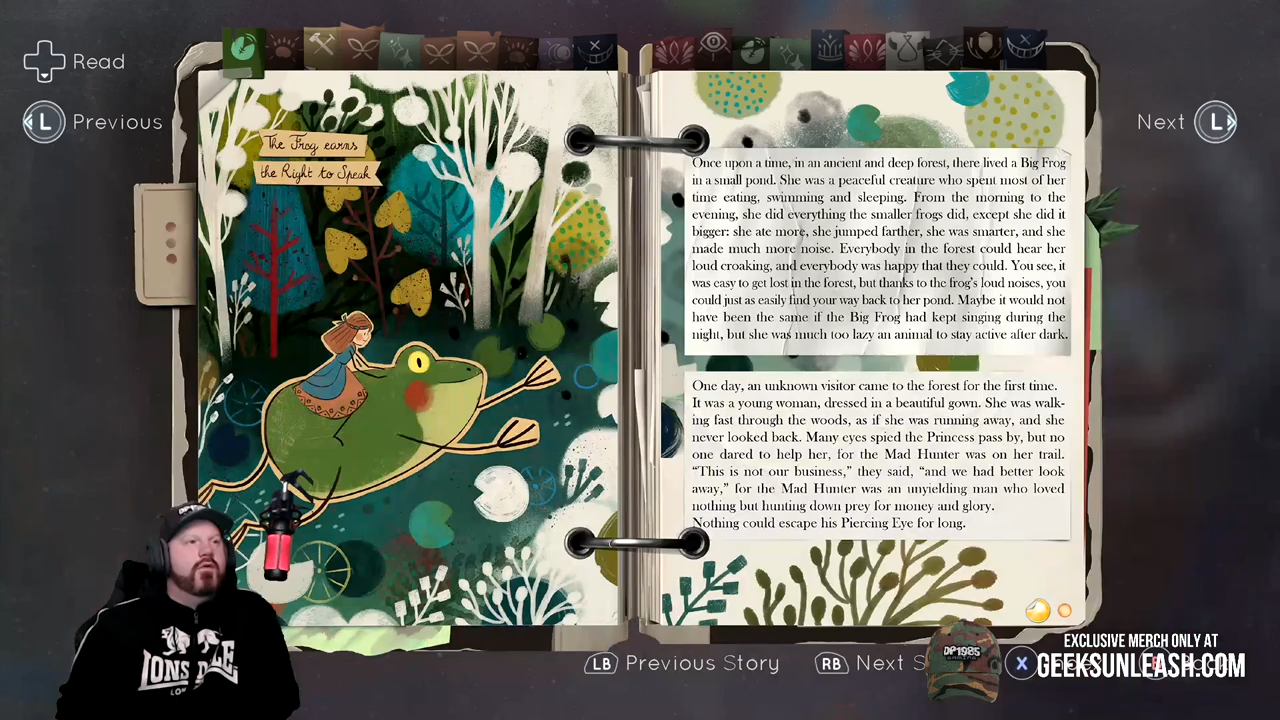 Read
L
Previous
Next
L
The Frog earns
the Right to Speak
Once upon a time, in an ancient and deep forest, there lived a Big Frog
in a small pond. She was a peaceful creature who spent most of her
time eating, swimming and sleeping. From the morning to the
evening, she did everything the smaller frogs did, except she did it
bigger: she ate more, she jumped farther, she was smarter, and she
made much more noise. Everybody in the forest could hear her
loud croaking, and everybody was happy that they could. You see, it
was easy to get lost in the forest, but thanks to the frog's loud noises, you
could just as easily find your way back to her pond. Maybe it would not
have been the same if the Big Frog had kept singing during the
night, but she was much too lazy an animal to stay active after dark.
One day, an unknown visitor came to the forest for the first time.
It was a young woman, dressed in a beautiful gown. She was walk-
ing fast through the woods, as if she was running away, and she
never looked back. Many eyes spied the Princess pass by, but no
one dared to help her, for the Mad Hunter was on her trail.
“This is not our business,” they said, “and we had better look
away,” for the Mad Hunter was an unyielding man who loved
nothing but hunting down prey for money and glory.
Nothing could escape his Piercing Eye for long.
LONSDALE
LB Previous Story
RB Next S
X
DP1985
GAMING
EXCLUSIVE MERCH ONLY AT
GEEKSUNLEASH.COM